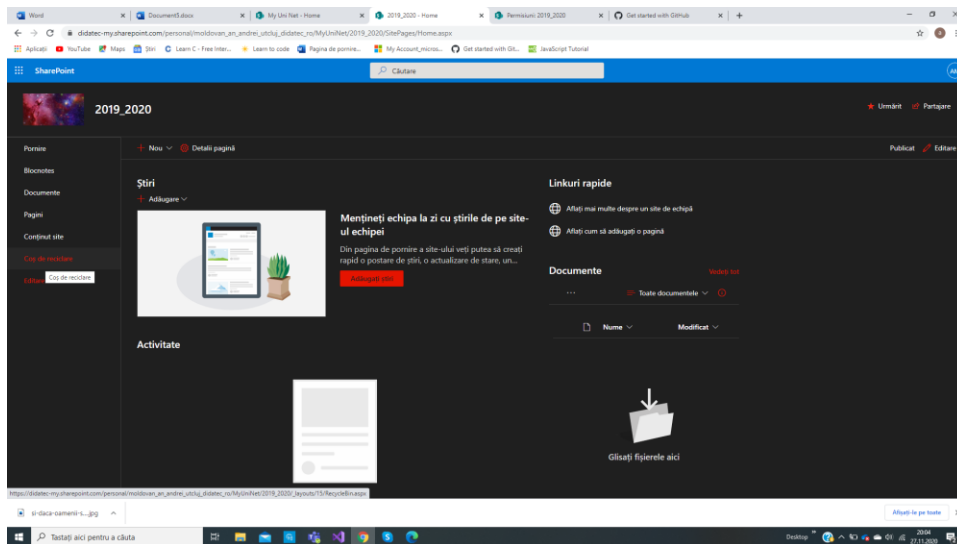 Word
Document5.docx
My Uni Net - Home
2019_2020 - Home
Permisiuni 2019_2020
Get started with GitHub
didatec-my.sharepoint.com/personal/moldovan_an_andrei_utcluj_didatec_ro/MyUniNet/2019_2020/SitePages/Home.aspx
Aplicații YouTube Maps Știri Learn C - Free Inter... Learn to code Pagina de pornire... My Account_micros... Get started with Git... JavaScript Tutorial
SharePoint
Căutare
2019_2020
Urmărit Partajare
Pornire
Blocnotes
Documente
Pagini
Conținut site
Coș de reciclare
Coș de reciclare
Nou Detalii pagină
Publicat Editare
Știri
Adăugare
Mențineți echipa la zi cu știrile de pe site-
ul echipei
Din pagina de pornire a site-ului veți putea să creați
rapid o postare de știri, o actualizare de stare, un...
Adăugați știri
Activitate
Linkuri rapide
Aflați mai multe despre un site de echipă
Aflați cum să adăugați o pagină
Documente
Vedeți tot
... Toate documentele
Nume Modificat
Glisați fișierele aici
https://didatec-my.sharepoint.com/personal/moldovan_an_andrei_utcluj_didatec_ro/MyUniNet/2019_2020/_layouts/15/RecycleBin.aspx
si-daca-oamenii-s....jpg
Afișați-le pe toate
Tastați aici pentru a căuta
Desktop
20:04
27.11.2020